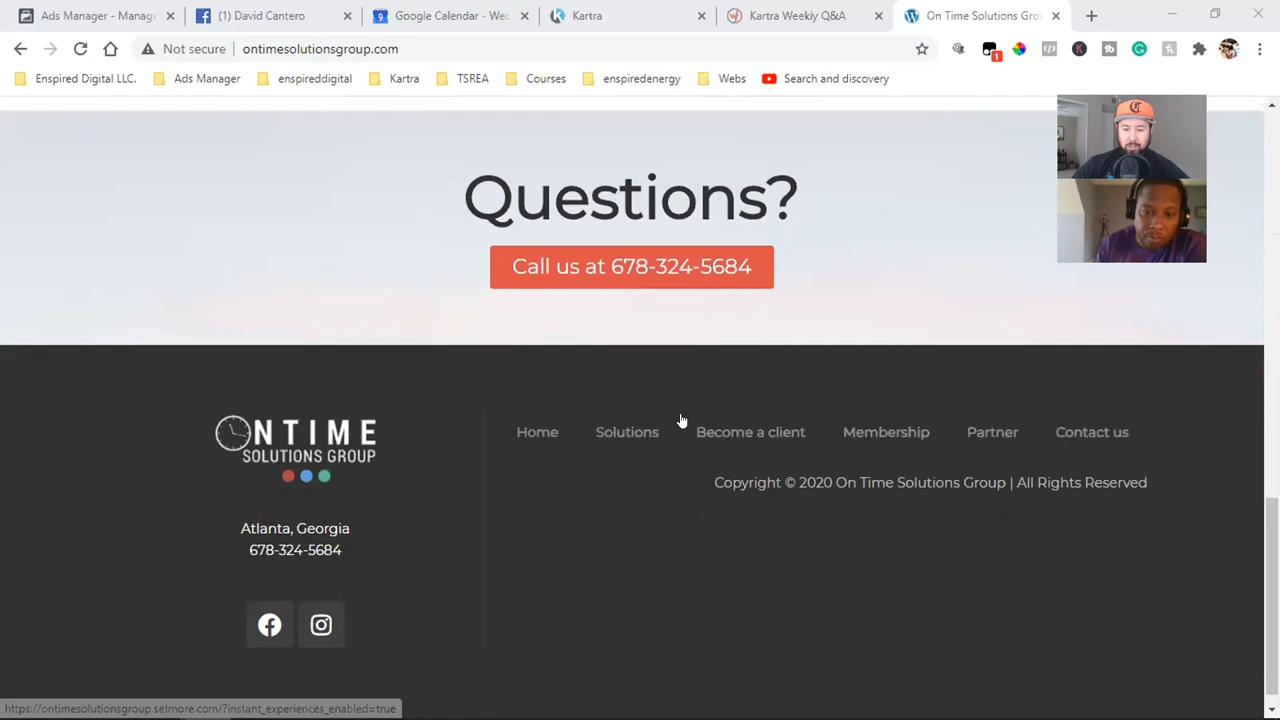 Ads Manager - Manag
(1) David Cantero
Google Calendar - Wec
Kartra
Kartra Weekly Q&A
On Time Solutions Gro
Not secure
ontimesolutionsgroup.com
1
Enspired Digital LLC.
Ads Manager
enspireddigital
Kartra
TSREA
Courses
enspiredenergy
Webs
Search and discovery
Questions?
Call us at 678-324-5684
ONTIME
SOLUTIONS GROUP
Atlanta, Georgia
678-324-5684
Home
Solutions
Become a client
Membership
Partner
Contact us
Copyright © 2020 On Time Solutions Group | All Rights Reserved
https://ontimesolutionsgroup.setmore.com/?instant_experiences_enabled=true